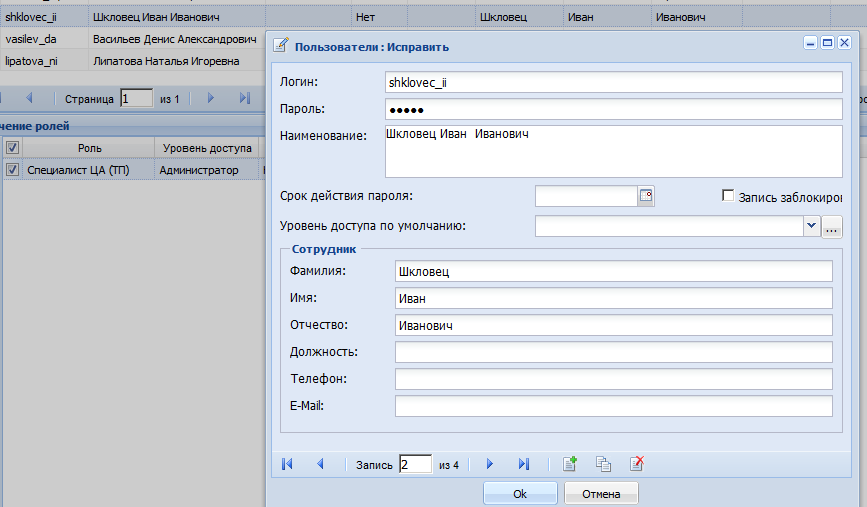 shklovec_ii Шкловец Иван Иванович Нет Шкловец Иван Иванович
vasilev_da Васильев Денис Александрович
lipatova_ni Липатова Наталья Игоревна
Страница 1 из 1
чение ролей
Роль Уровень доступа
Специалист ЦА (ТП) Администратор
Пользователи : Исправить
Логин: shklovec_ii
Пароль: ●●●●●
Наименование: Шкловец Иван Иванович
Срок действия пароля: Запись заблокиров
Уровень доступа по умолчанию: ...
Сотрудник
Фамилия: Шкловец
Имя: Иван
Отчество: Иванович
Должность:
Телефон:
E-Mail:
Запись 2 из 4
Ok Отмена